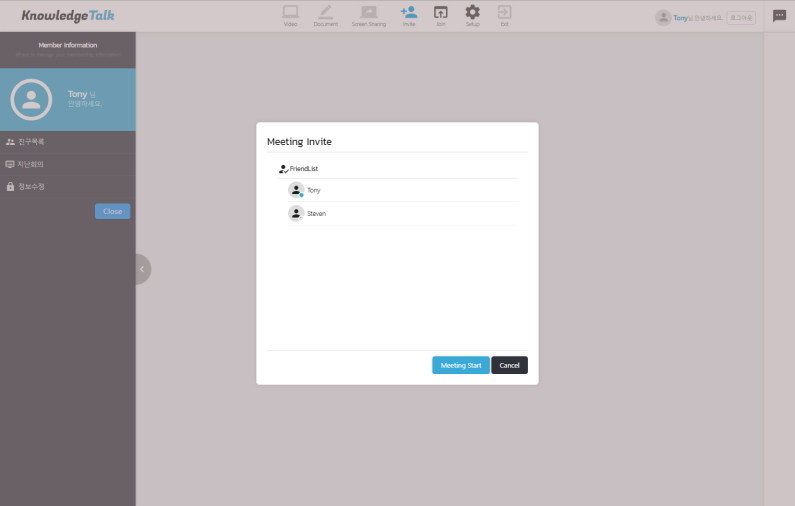 KnowledgeTalk
Video
Document
Screen Sharing
Invite
Join
Setup
Exit
Tony님 안녕하세요.
로그아웃
Member Information
Tony 님
안녕하세요.
친구목록
지난회의
정보수정
Close
Meeting Invite
FriendList
Tony
Steven
Meeting Start
Cancel